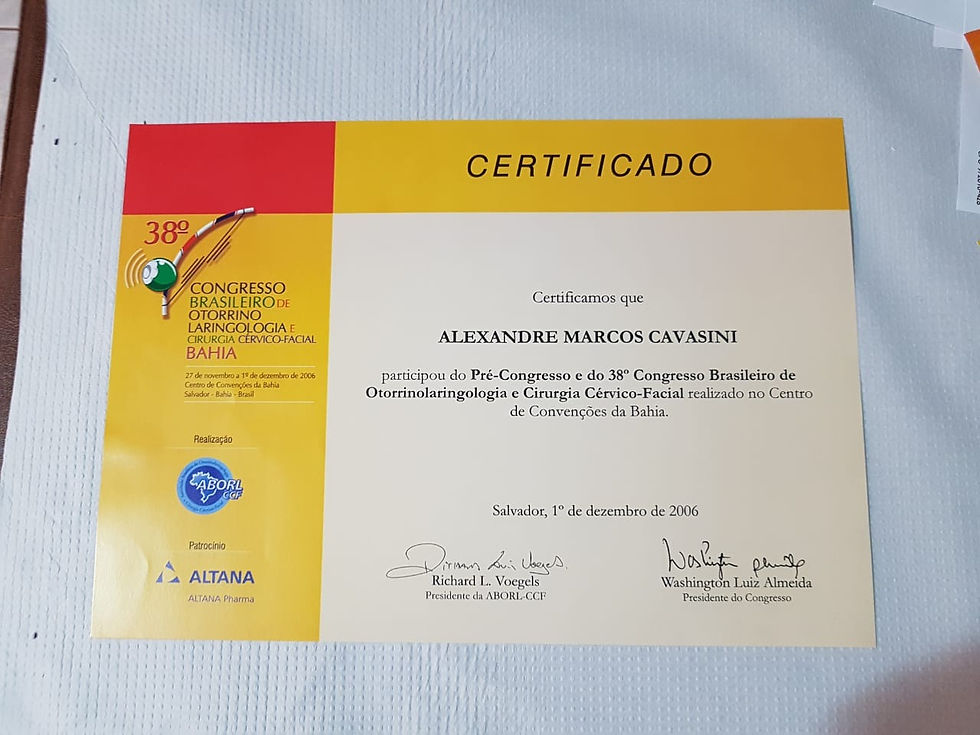 CERTIFICADO
38º
CONGRESSO
BRASILEIRO DE
OTORRINO
LARINGOLOGIA E
CIRURGIA CÉRVICO-FACIAL
BAHIA
27 de novembro a 1º de dezembro de 2006
Centro de Convenções da Bahia
Salvador - Bahia - Brasil
Realização
ABORL
CCF
Patrocínio
ALTANA
ALTANA Pharma
Certificamos que
ALEXANDRE MARCOS CAVASINI
participou do Pré-Congresso e do 38º Congresso Brasileiro de
Otorrinolaringologia e Cirurgia Cérvico-Facial realizado no Centro
de Convenções da Bahia.
Salvador, 1º de dezembro de 2006
Richard L. Voegels
Presidente da ABORL-CCF
Washington Luiz Almeida
Presidente do Congresso